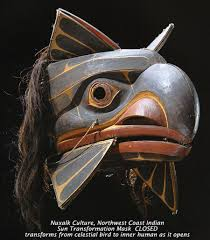 Nuxalk Culture, Northwest Coast Indian
Sun Transformation Mask  CLOSED
transforms from celestial bird to inner human as it opens